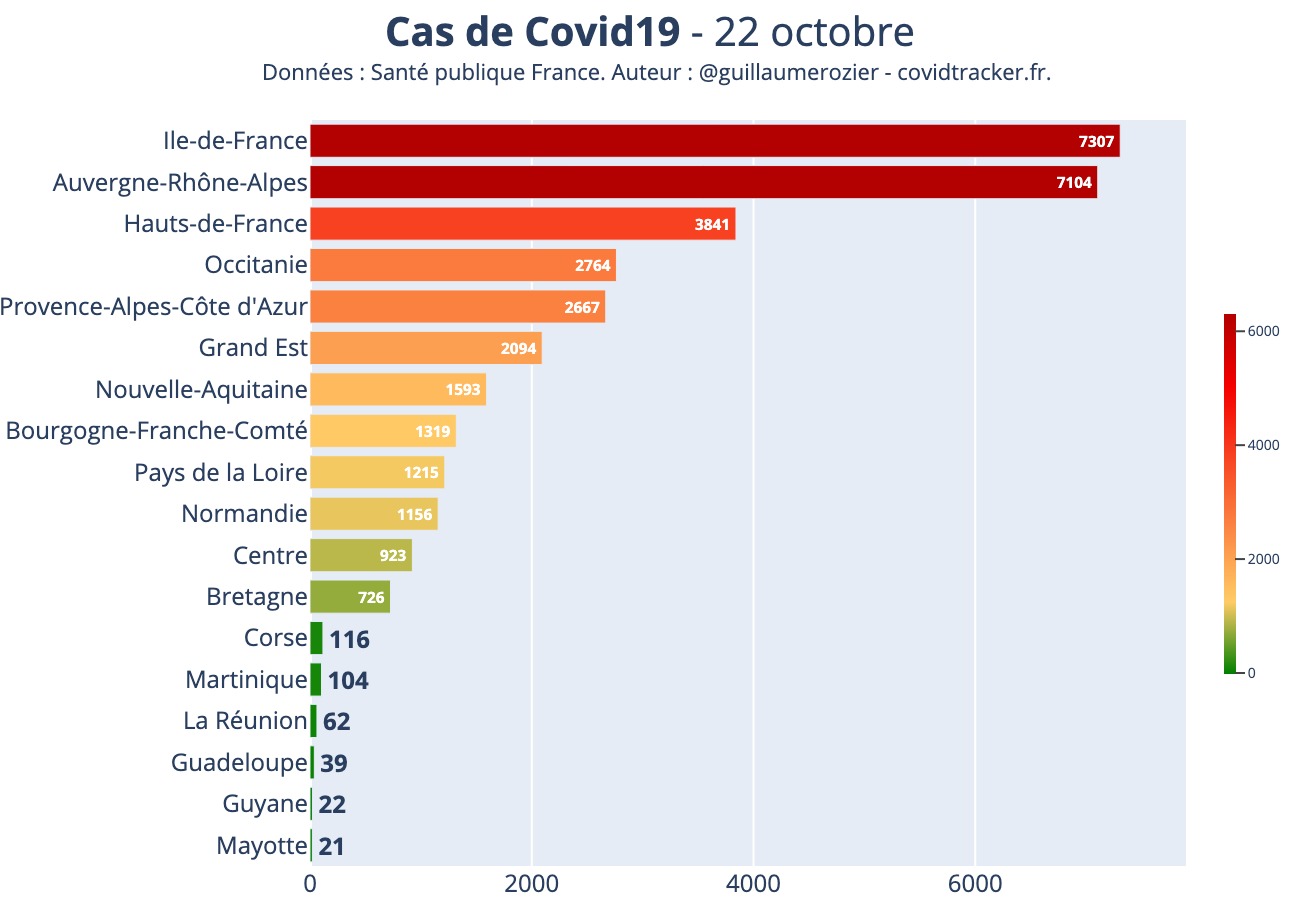 Cas de Covid19 - 22 octobre
Données : Santé publique France. Auteur : @guillaumerozier - covidtracker.fr.
Ile-de-France 7307
Auvergne-Rhône-Alpes 7104
Hauts-de-France 3841
Occitanie 2764
Provence-Alpes-Côte d'Azur 2667
Grand Est 2094
Nouvelle-Aquitaine 1593
Bourgogne-Franche-Comté 1319
Pays de la Loire 1215
Normandie 1156
Centre 923
Bretagne 726
Corse 116
Martinique 104
La Réunion 62
Guadeloupe 39
Guyane 22
Mayotte 21
0 2000 4000 6000
6000
4000
2000
0